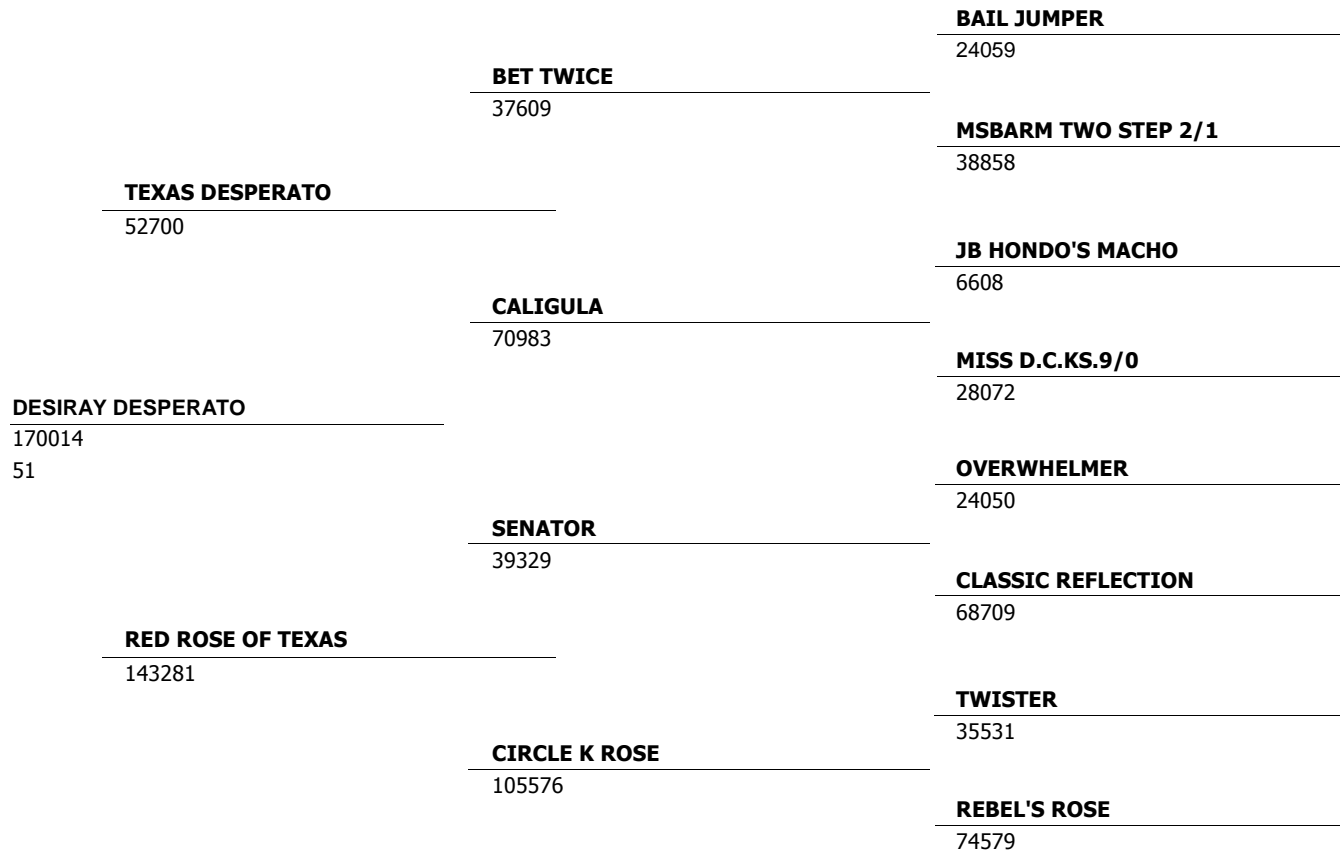 BAIL JUMPER
24059
BET TWICE
37609
MSBARM TWO STEP 2/1
38858
TEXAS DESPERATO
52700
JB HONDO'S MACHO
6608
CALIGULA
70983
MISS D.C.KS.9/0
28072
DESIRAY DESPERATO
170014
51
OVERWHELMER
24050
SENATOR
39329
CLASSIC REFLECTION
68709
RED ROSE OF TEXAS
143281
TWISTER
35531
CIRCLE K ROSE
105576
REBEL'S ROSE
74579